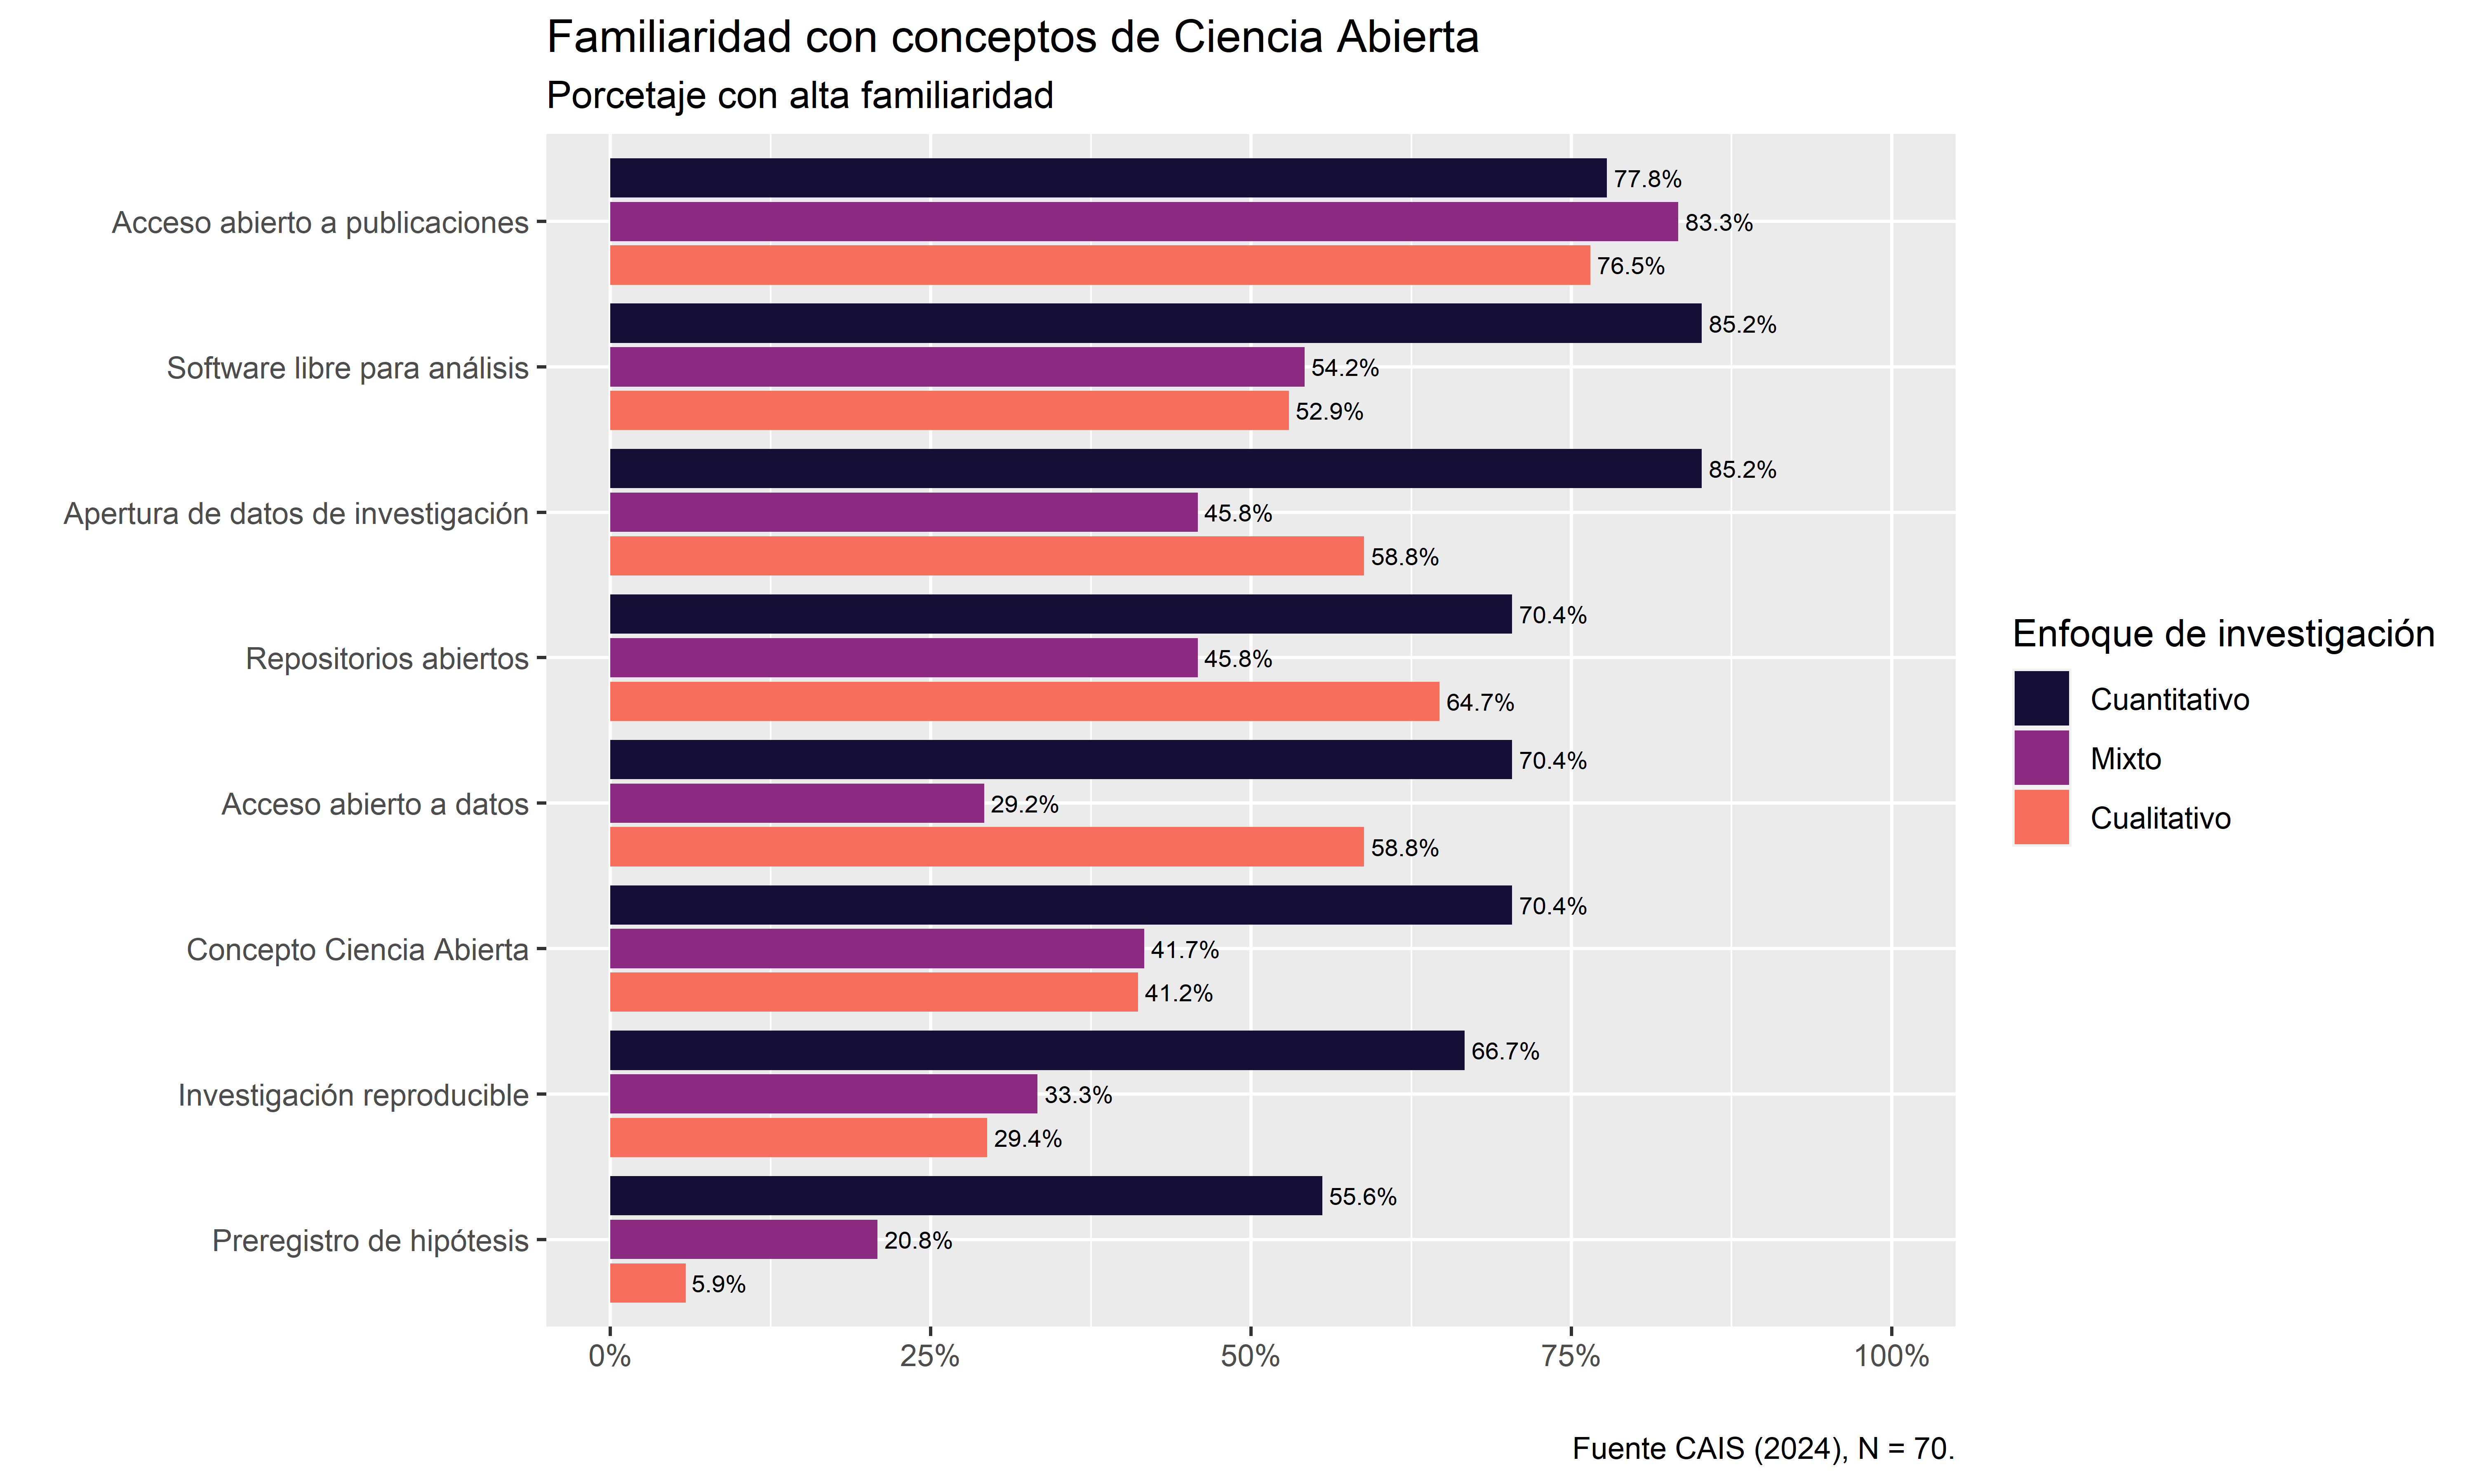 Familiaridad con conceptos de Ciencia Abierta
Porcetaje con alta familiaridad
Acceso abierto a publicaciones
77.8%
83.3%
76.5%
Software libre para análisis
85.2%
54.2%
52.9%
Apertura de datos de investigación
85.2%
45.8%
58.8%
Repositorios abiertos
70.4%
45.8%
64.7%
Acceso abierto a datos
70.4%
29.2%
58.8%
Concepto Ciencia Abierta
70.4%
41.7%
41.2%
Investigación reproducible
66.7%
33.3%
29.4%
Preregistro de hipótesis
55.6%
20.8%
5.9%
0% 25% 50% 75% 100%
Enfoque de investigación
Cuantitativo
Mixto
Cualitativo
Fuente CAIS (2024), N = 70.